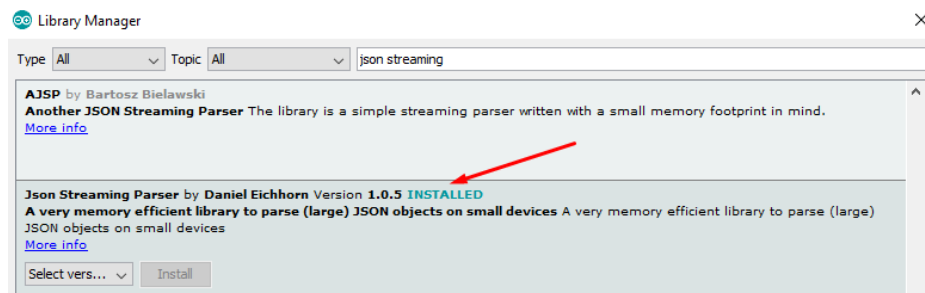 Library Manager
Type All Topic All json streaming
AJSP by Bartosz Bielawski
Another JSON Streaming Parser The library is a simple streaming parser written with a small memory footprint in mind.
More info
Json Streaming Parser by Daniel Eichhorn Version 1.0.5 INSTALLED
A very memory efficient library to parse (large) JSON objects on small devices A very memory efficient library to parse (large)
JSON objects on small devices
More info
Select vers... Install